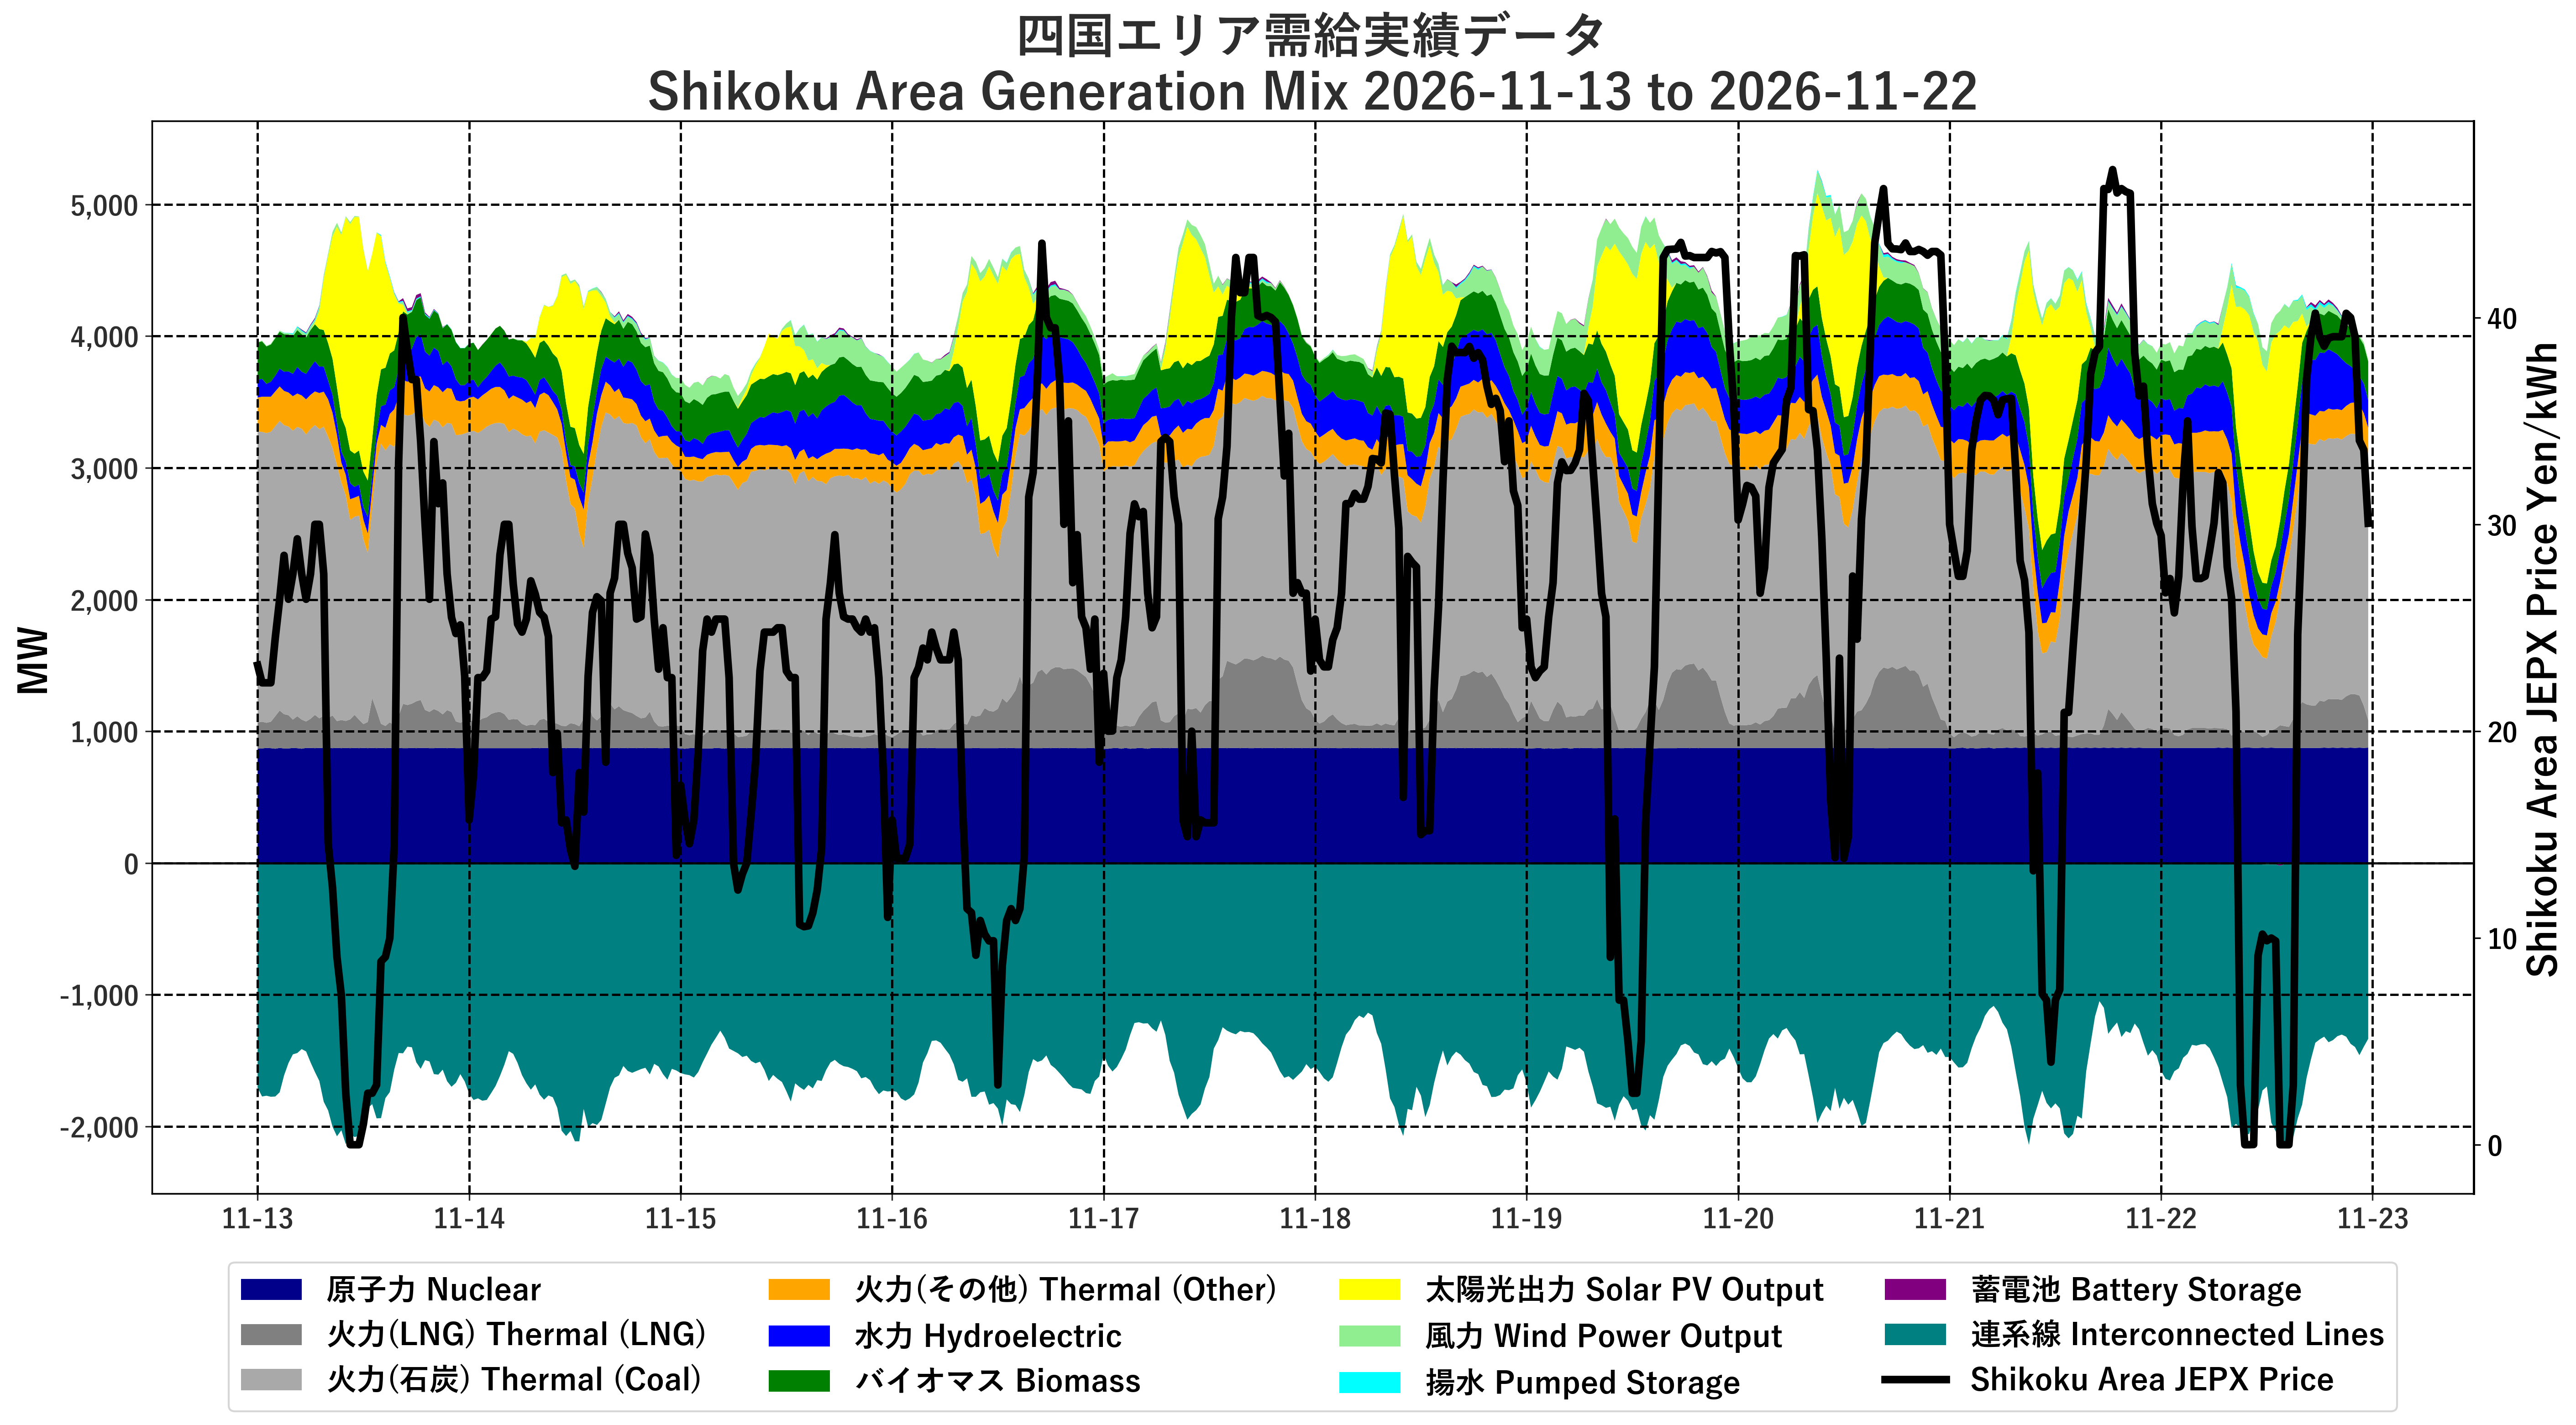 四国エリア需給実績データ
Shikoku Area Generation Mix 2026-11-13 to 2026-11-22
MW
5,000
4,000
3,000
2,000
1,000
0
-1,000
-2,000
Shikoku Area JEPX Price Yen/kWh
40
30
20
10
0
11-13
11-14
11-15
11-16
11-17
11-18
11-19
11-20
11-21
11-22
11-23
原子力 Nuclear
火力(LNG) Thermal (LNG)
火力(石炭) Thermal (Coal)
火力(その他) Thermal (Other)
水力 Hydroelectric
バイオマス Biomass
太陽光出力 Solar PV Output
風力 Wind Power Output
揚水 Pumped Storage
蓄電池 Battery Storage
連系線 Interconnected Lines
Shikoku Area JEPX Price